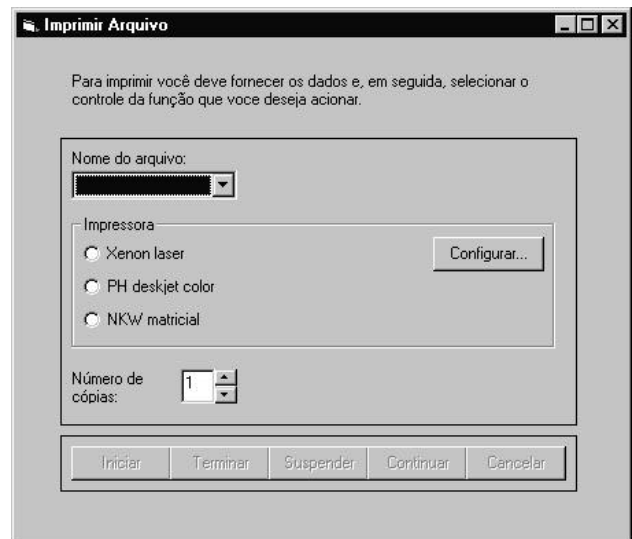 Imprimir Arquivo
Para imprimir você deve fornecer os dados e, em seguida, selecionar o
controle da função que voce deseja acionar.
Nome do arquivo:
Impressora
Xenon laser
Configurar...
PH deskjet color
NKW matricial
Número de
cópias:
1
Iniciar
Terminar
Suspender
Continuar
Cancelar